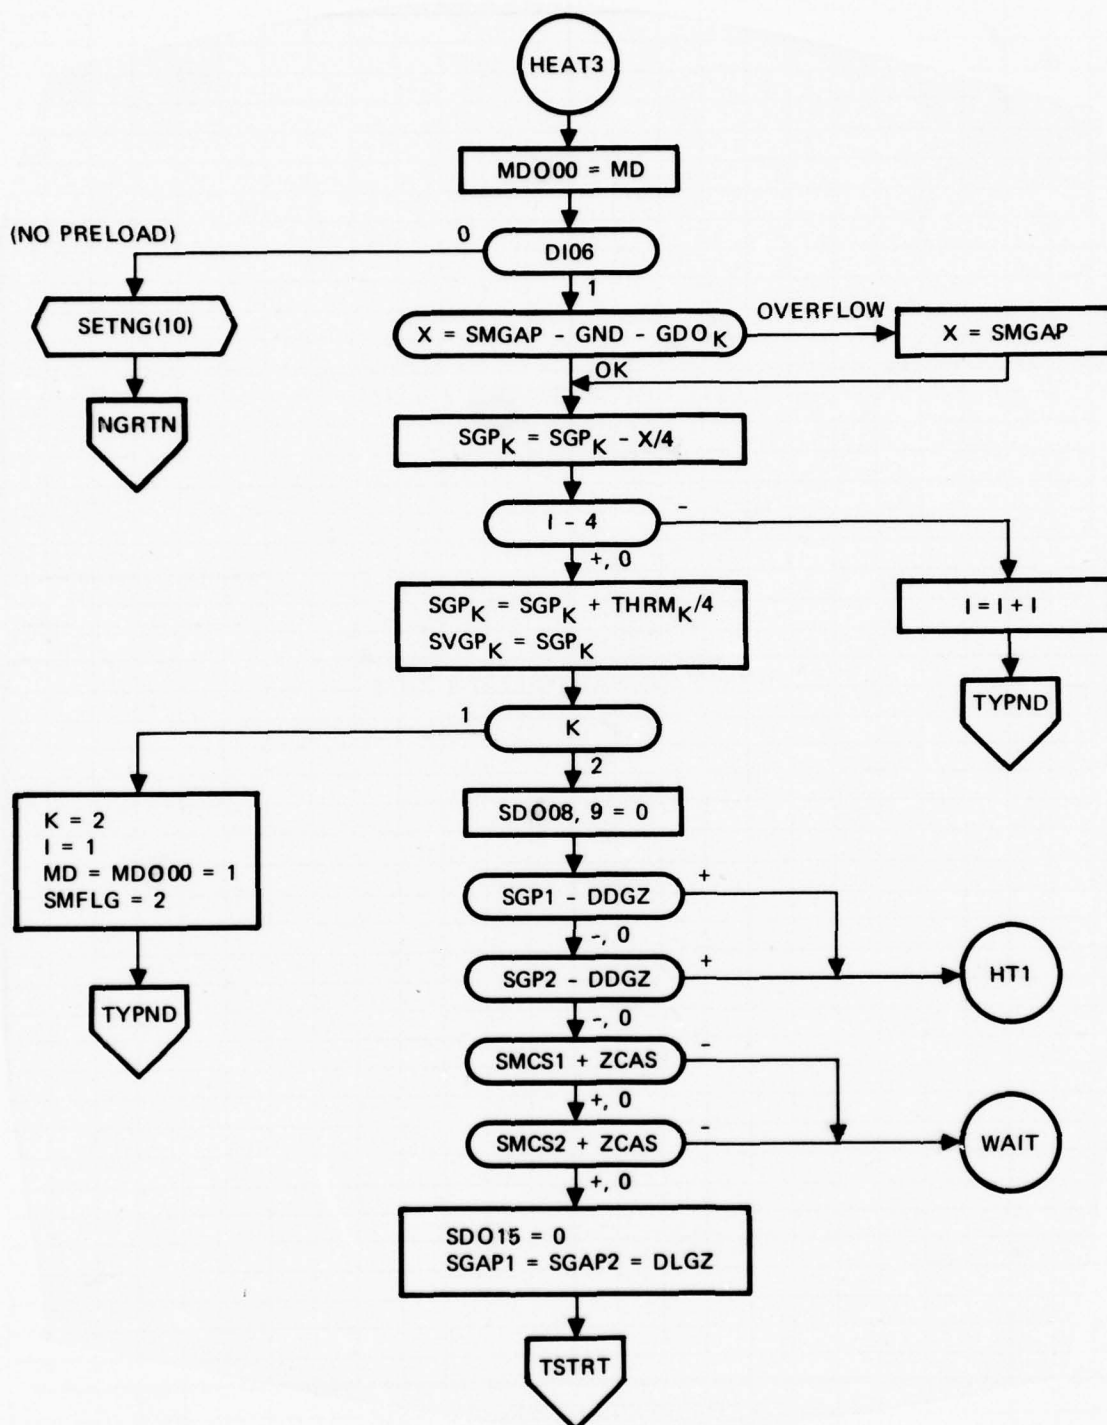 HEAT3
MDO00 = MD
(NO PRELOAD)
0
DI06
1
SETNG(10)
X = SMGAP - GND - GDOK
OVERFLOW
X = SMGAP
OK
NGRTN
SGPK = SGPK - X/4
I - 4
-
+, 0
SGPK = SGPK + THRMK/4
SVGPK = SGPK
I = I + I
TYPND
1
K
2
K = 2
I = 1
MD = MDO00 = 1
SMFLG = 2
SDO08, 9 = 0
SGP1 - DDGZ
+
-, 0
SGP2 - DDGZ
+
HT1
-, 0
TYPND
SMCS1 + ZCAS
-
+, 0
SMCS2 + ZCAS
-
WAIT
+, 0
SDO15 = 0
SGAP1 = SGAP2 = DLGZ
TSTRT